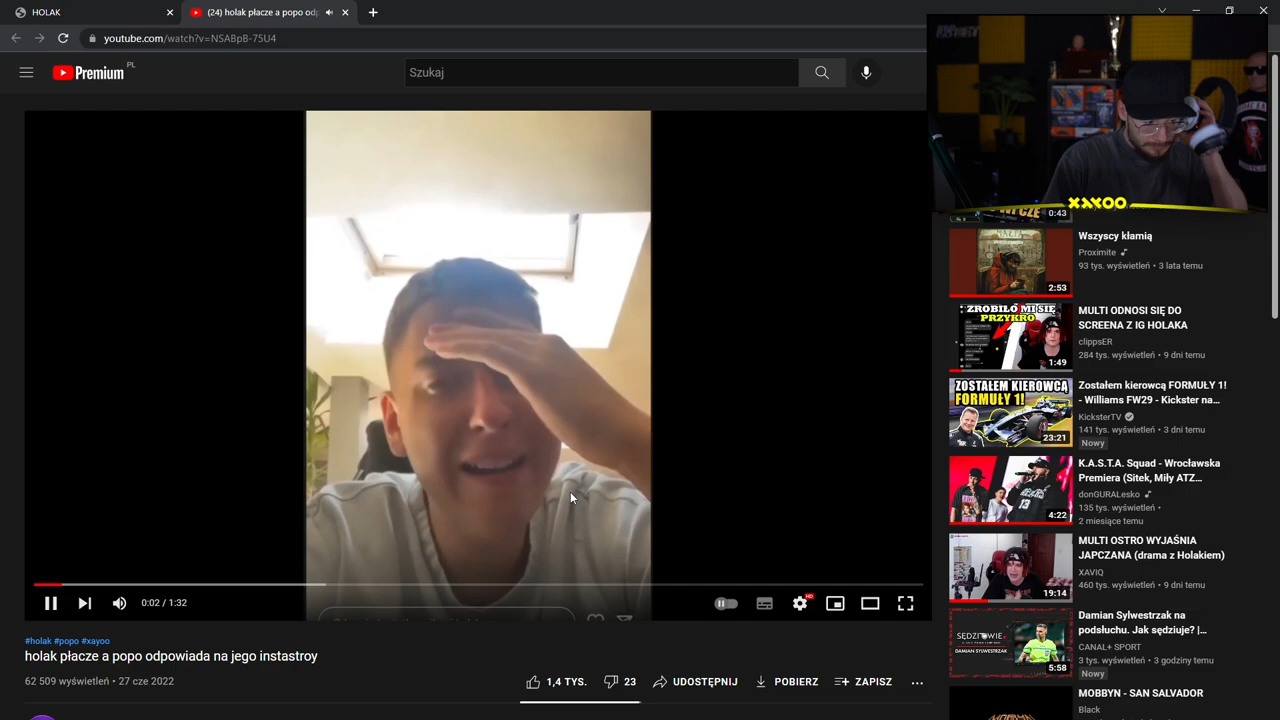 HOLAK
(24) holak płacze a popo odp
youtube.com/watch?v=NSABpB-75U4
Premium PL
Szukaj
XAYOO
0:43
Wszyscy kłamią
Proximite
93 tys. wyświetleń • 3 lata temu
2:53
ZROBIŁO MI SIĘ
PRZYKRO
1:49
MULTI ODNOSI SIĘ DO
SCREENA Z IG HOLAKA
clippsER
284 tys. wyświetleń • 9 dni temu
ZOSTAŁEM KIEROWCĄ
FORMUŁY 1!
23:21
Zostałem kierowcą FORMUŁY 1!
- Williams FW29 - Kickster na…
KicksterTV
141 tys. wyświetleń • 3 dni temu
Nowy
4:22
K.A.S.T.A. Squad - Wrocławska
Premiera (Sitek, Miły ATZ…
donGURALesko
135 tys. wyświetleń •
2 miesiące temu
19:14
MULTI OSTRO WYJAŚNIA
JAPCZANA (drama z Holakiem)
XAVIQ
460 tys. wyświetleń • 9 dni temu
SĘDZIOWIE
DAMIAN SYLWESTRZAK
5:58
Damian Sylwestrzak na
podsłuchu. Jak sędziuje? |…
CANAL+ SPORT
3 tys. wyświetleń • 3 godziny temu
Nowy
MOBBYN - SAN SALVADOR
Black
0:02 / 1:32
HD
#holak #popo #xayoo
holak płacze a popo odpowiada na jego instastroy
62 509 wyświetleń • 27 cze 2022
1,4 TYS.
23
UDOSTĘPNIJ
POBIERZ
ZAPISZ